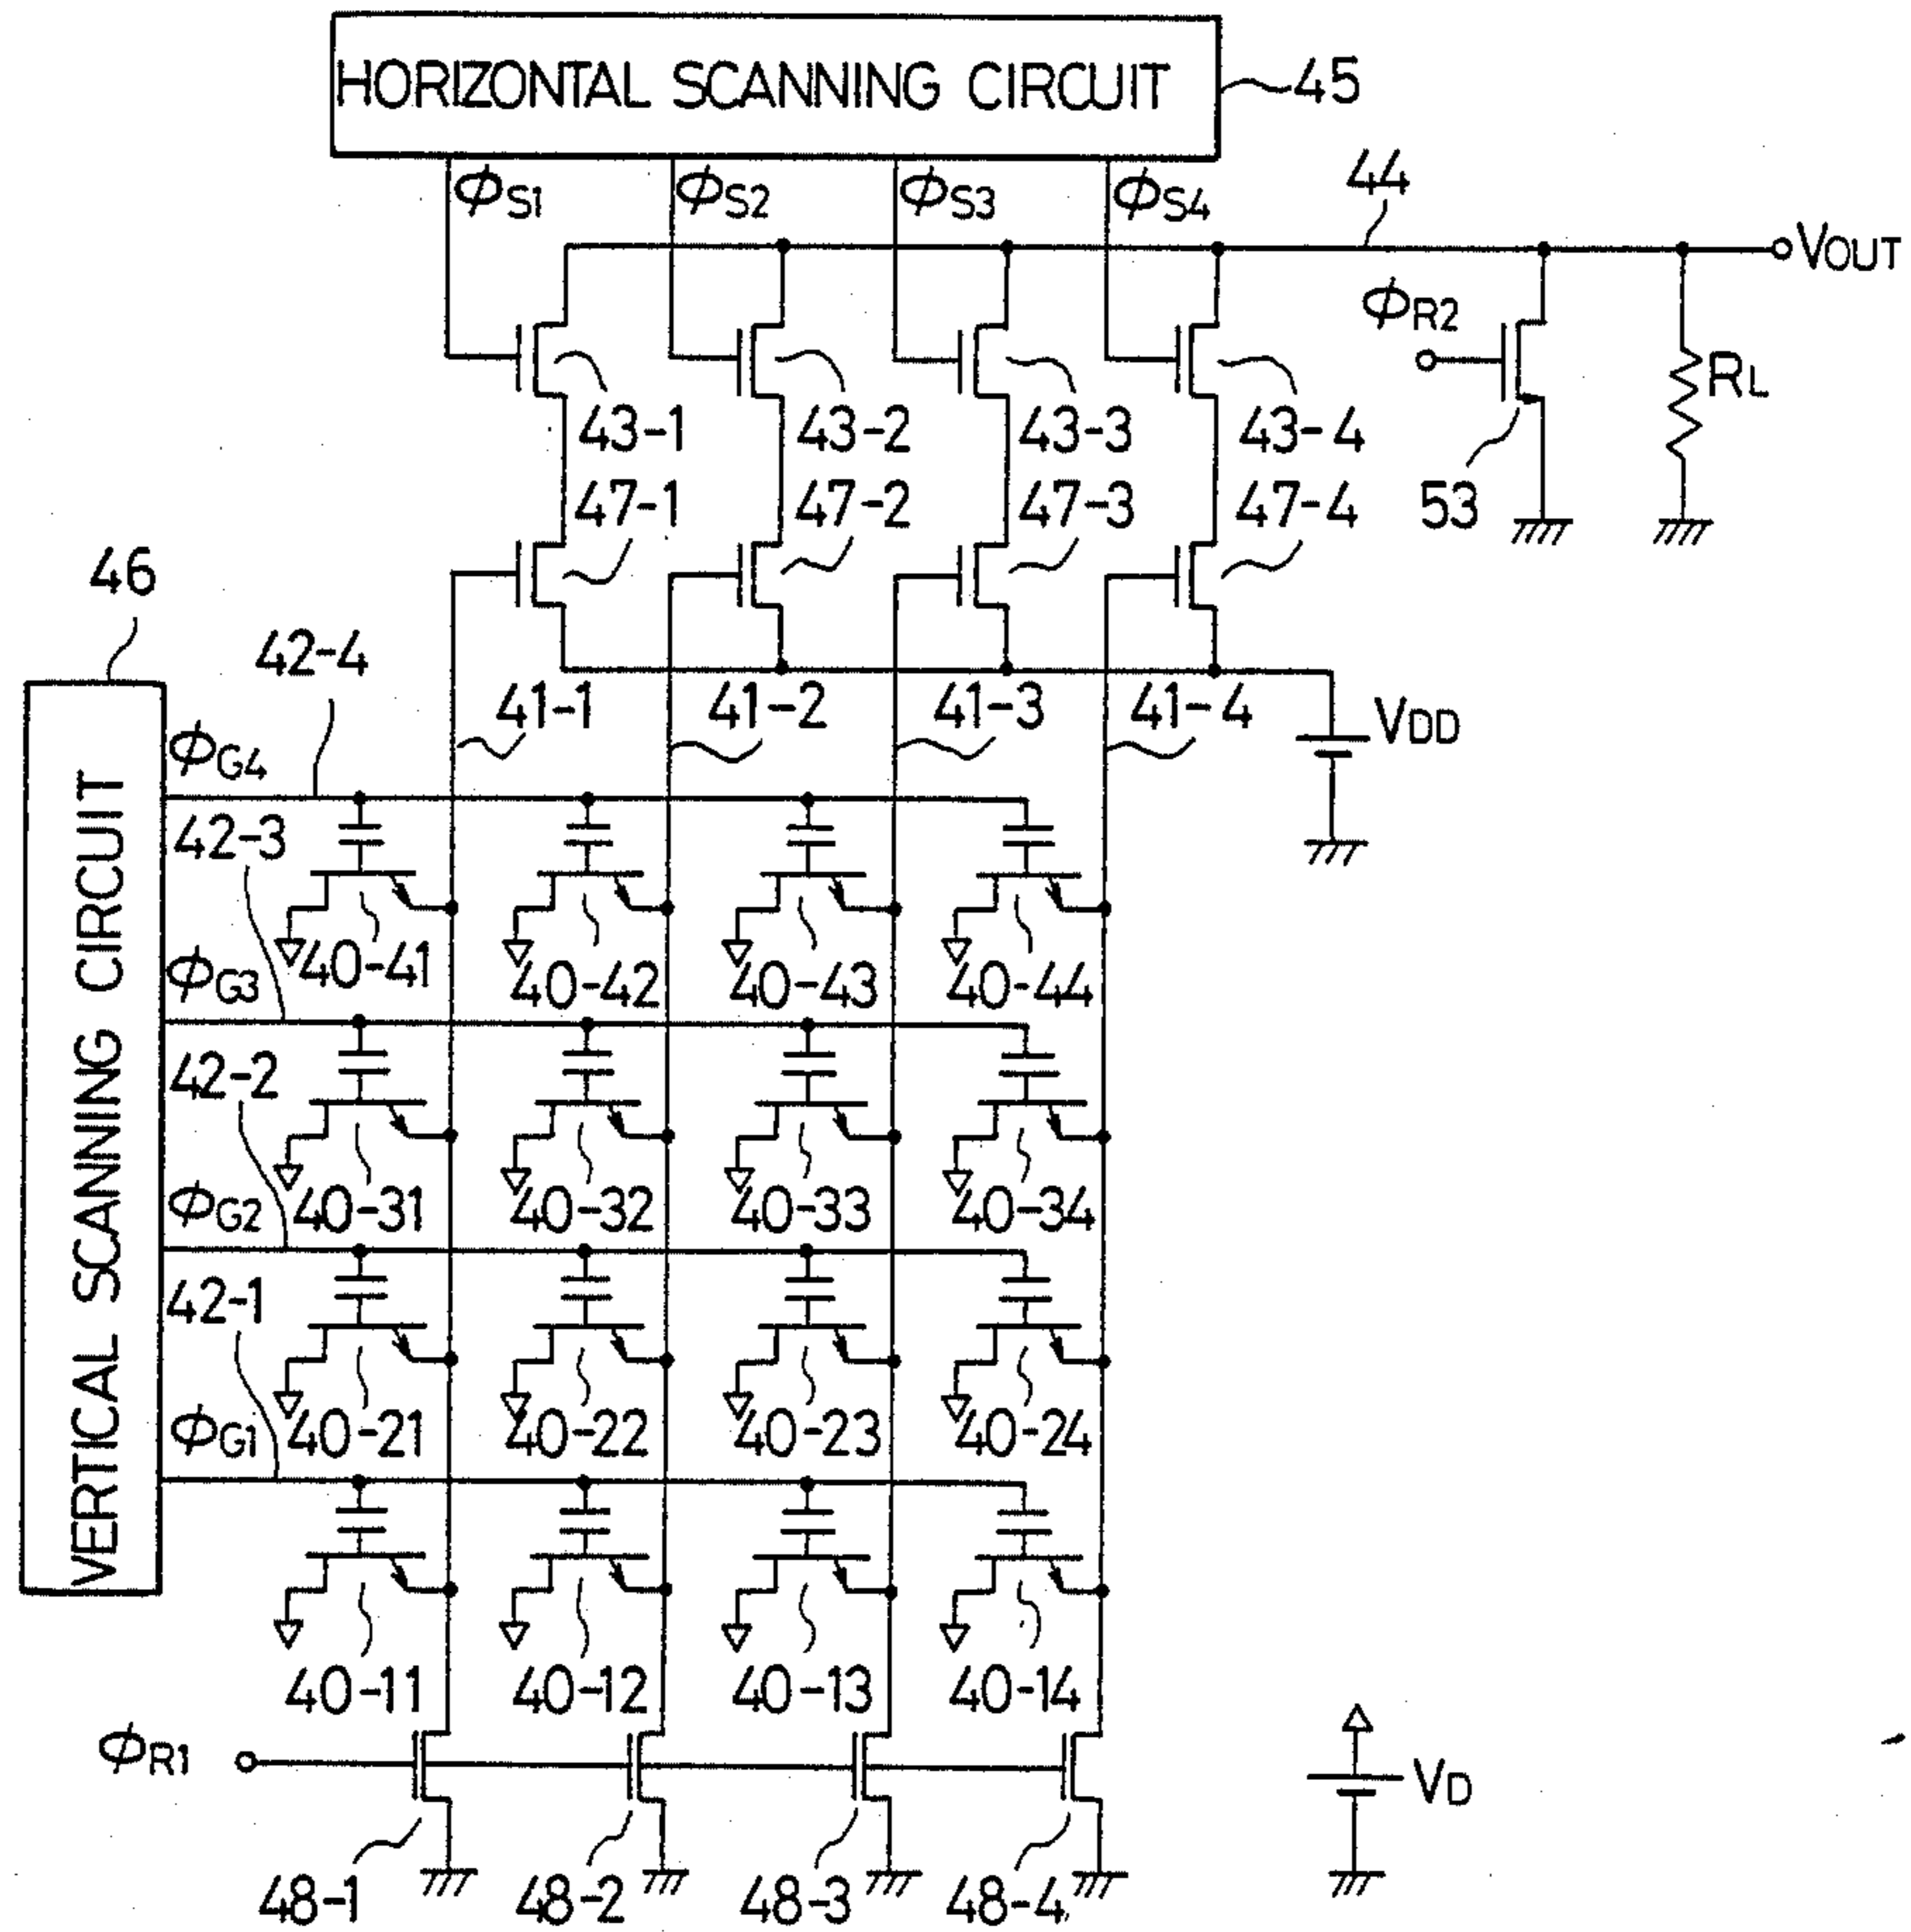 HORIZONTAL SCANNING CIRCUIT
45
ϕS1 ϕS2 ϕS3 ϕS4
44
VOUT
ϕR2
RL
43-1 43-2 43-3 43-4
47-1 47-2 47-3 47-4
53
46
42-4
41-1 41-2 41-3 41-4
VDD
VERTICAL SCANNING CIRCUIT
ϕG4
42-3
40-41 40-42 40-43 40-44
ϕG3
42-2
40-31 40-32 40-33 40-34
ϕG2
42-1
40-21 40-22 40-23 40-24
ϕG1
40-11 40-12 40-13 40-14
ϕR1
VD
48-1 48-2 48-3 48-4